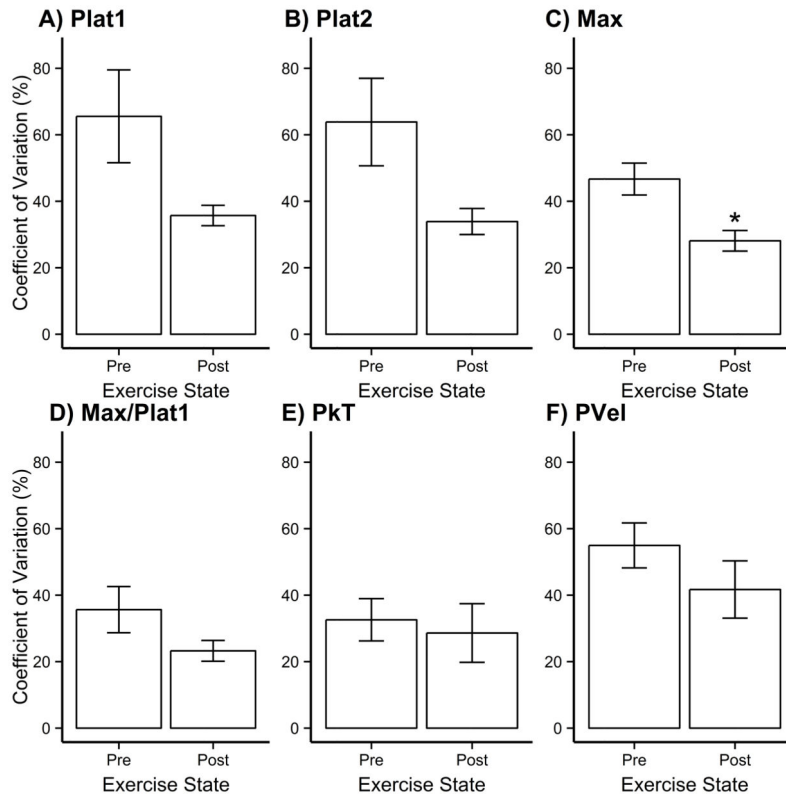 A) Plat1
B) Plat2
C) Max
Coefficient of Variation (%)
80
60
40
20
0
Pre
Post
Exercise State
80
60
40
20
0
Pre
Post
Exercise State
80
60
40
20
0
*
Pre
Post
Exercise State
D) Max/Plat1
E) PkT
F) PVel
Coefficient of Variation (%)
80
60
40
20
0
Pre
Post
Exercise State
80
60
40
20
0
Pre
Post
Exercise State
80
60
40
20
0
Pre
Post
Exercise State